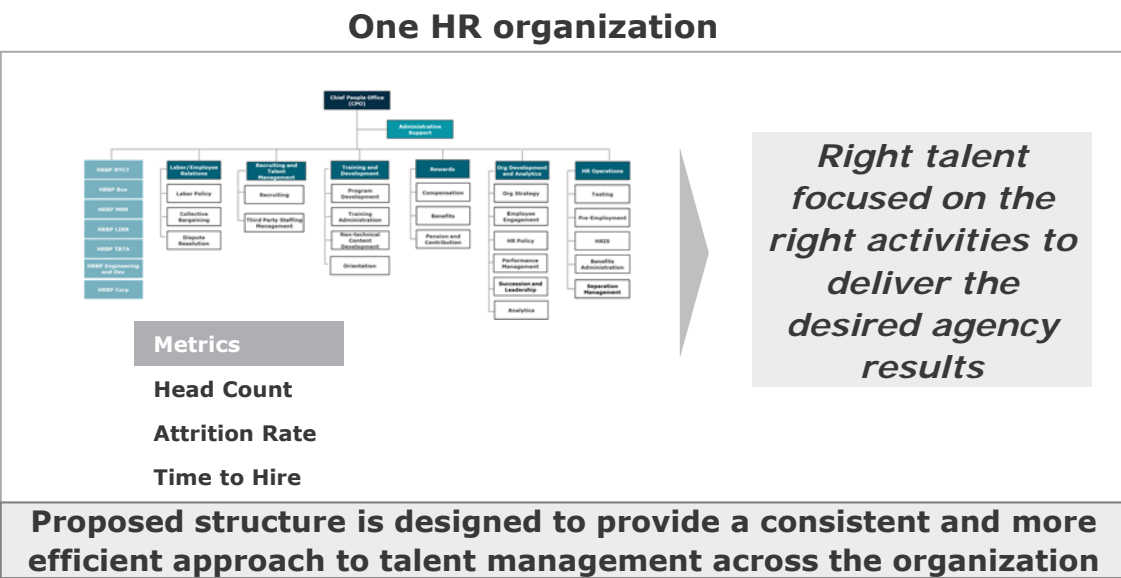 One HR organization
Chief People Office
(CPO)
Administrative
Support
HRBP NYCT
HRBP Bus
HRBP MNR
HRBP LIRR
HRBP TBTA
HRBP Engineering
and Dev
HRBP Corp
Labor/Employee
Relations
Labor Policy
Collective
Bargaining
Dispute
Resolution
Recruiting and
Talent
Management
Recruiting
Third Party Staffing
Management
Training and
Development
Program
Development
Training
Administration
Non-technical
Content
Development
Orientation
Rewards
Compensation
Benefits
Pension and
Contribution
Org Development
and Analytics
Org Strategy
Employee
Engagement
HR Policy
Performance
Management
Succession and
Leadership
Analytics
HR Operations
Testing
Pre-Employment
HRIS
Benefits
Administration
Separation
Management
Right talent
focused on the
right activities to
deliver the
desired agency
results
Metrics
Head Count
Attrition Rate
Time to Hire
Proposed structure is designed to provide a consistent and more
efficient approach to talent management across the organization